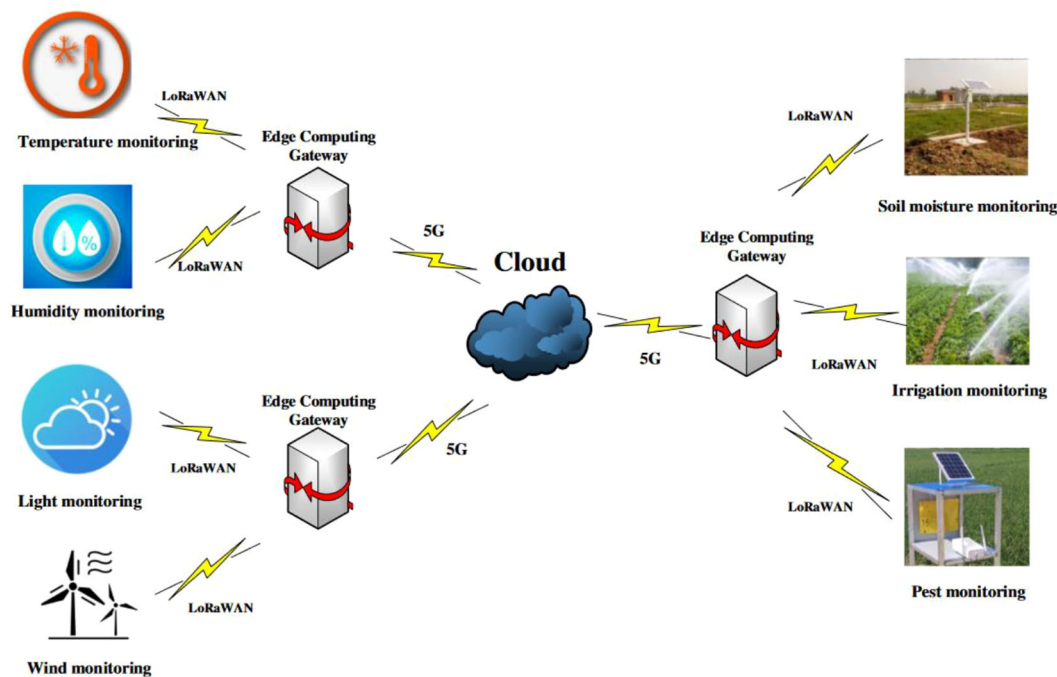 LoRaWAN
Temperature monitoring
Edge Computing
Gateway
%
LoRaWAN
Humidity monitoring
5G
Cloud
Edge Computing
Gateway
LoRaWAN
Light monitoring
5G
LoRaWAN
Wind monitoring
5G
Edge Computing
Gateway
LoRaWAN
Soil moisture monitoring
LoRaWAN
Irrigation monitoring
LoRaWAN
Pest monitoring